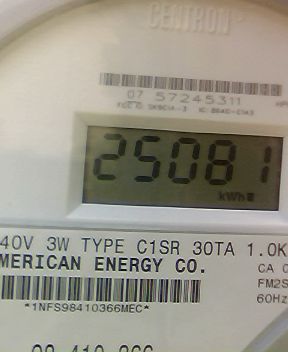 CENTRON
07 57245311
25081
kWh
40V 3W TYPE C1SR 30TA 1.0K
MERICAN ENERGY CO.
CA 0
FM2S
60Hz
*1NFS98410366MEC*